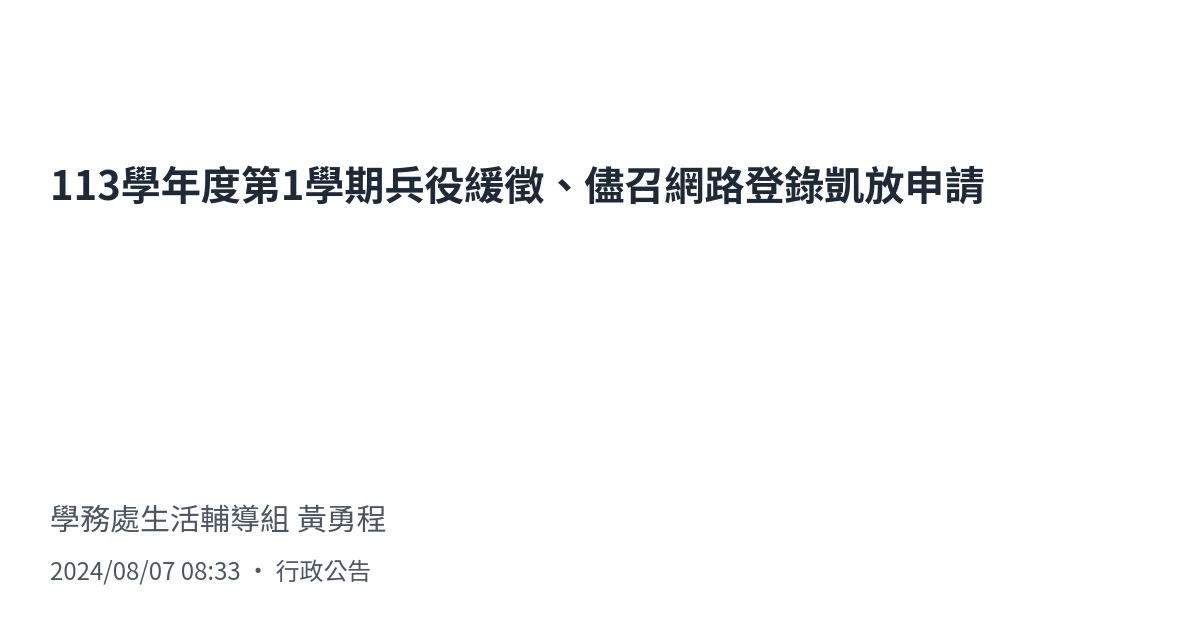 113學年度第1學期兵役緩徵、儘召網路登錄凱放申請
學務處生活輔導組 黃勇程
2024/08/07 08:33 • 行政公告